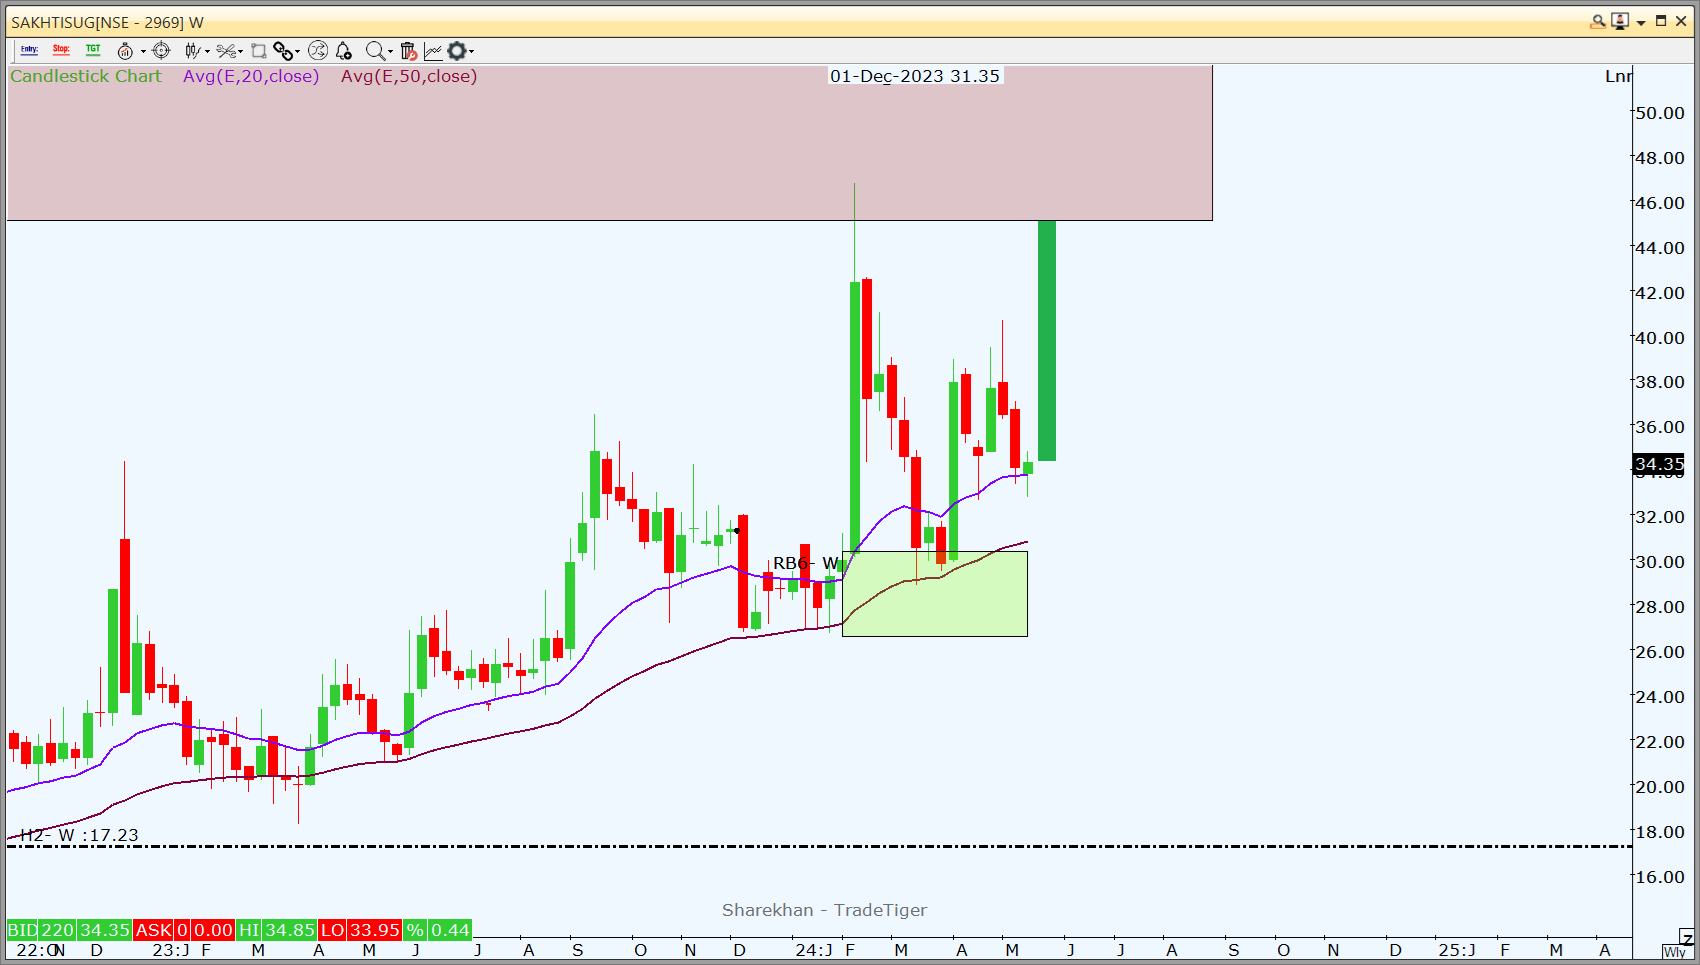 SAKHTISUG[NSE - 2969] W
Entry: Stop: TGT
Candlestick Chart Avg(E,20,close) Avg(E,50,close) 01-Dec-2023 31.35 Lnr
50.00
48.00
46.00
44.00
42.00
40.00
38.00
36.00
34.35
34.00
32.00
RB6- W
30.00
28.00
26.00
24.00
22.00
20.00
H2- W :17.23
18.00
16.00
Sharekhan - TradeTiger
BID 220 34.35 ASK 0 0.00 HI 34.85 LO 33.95 % 0.44
22:O N D 23:J F M A M J J A S O N D 24:J F M A M J J A S O N D 25:J F M A
Z
Wly